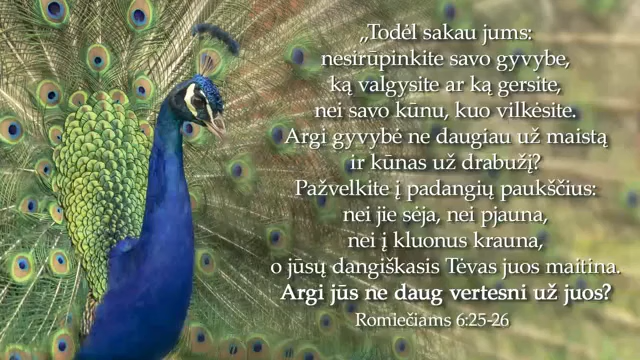 „Todėl sakau jums:
nesirūpinkite savo gyvybe,
ką valgysite ar ką gersite,
nei savo kūnu, kuo vilkėsite.
Argi gyvybė ne daugiau už maistą
ir kūnas už drabužį?
Pažvelkite į padangių paukščius:
nei jie sėja, nei pjauna,
nei į kluonus krauna,
o jūsų dangiškasis Tėvas juos maitina.
Argi jūs ne daug vertesni už juos?
Romiečiams 6:25-26